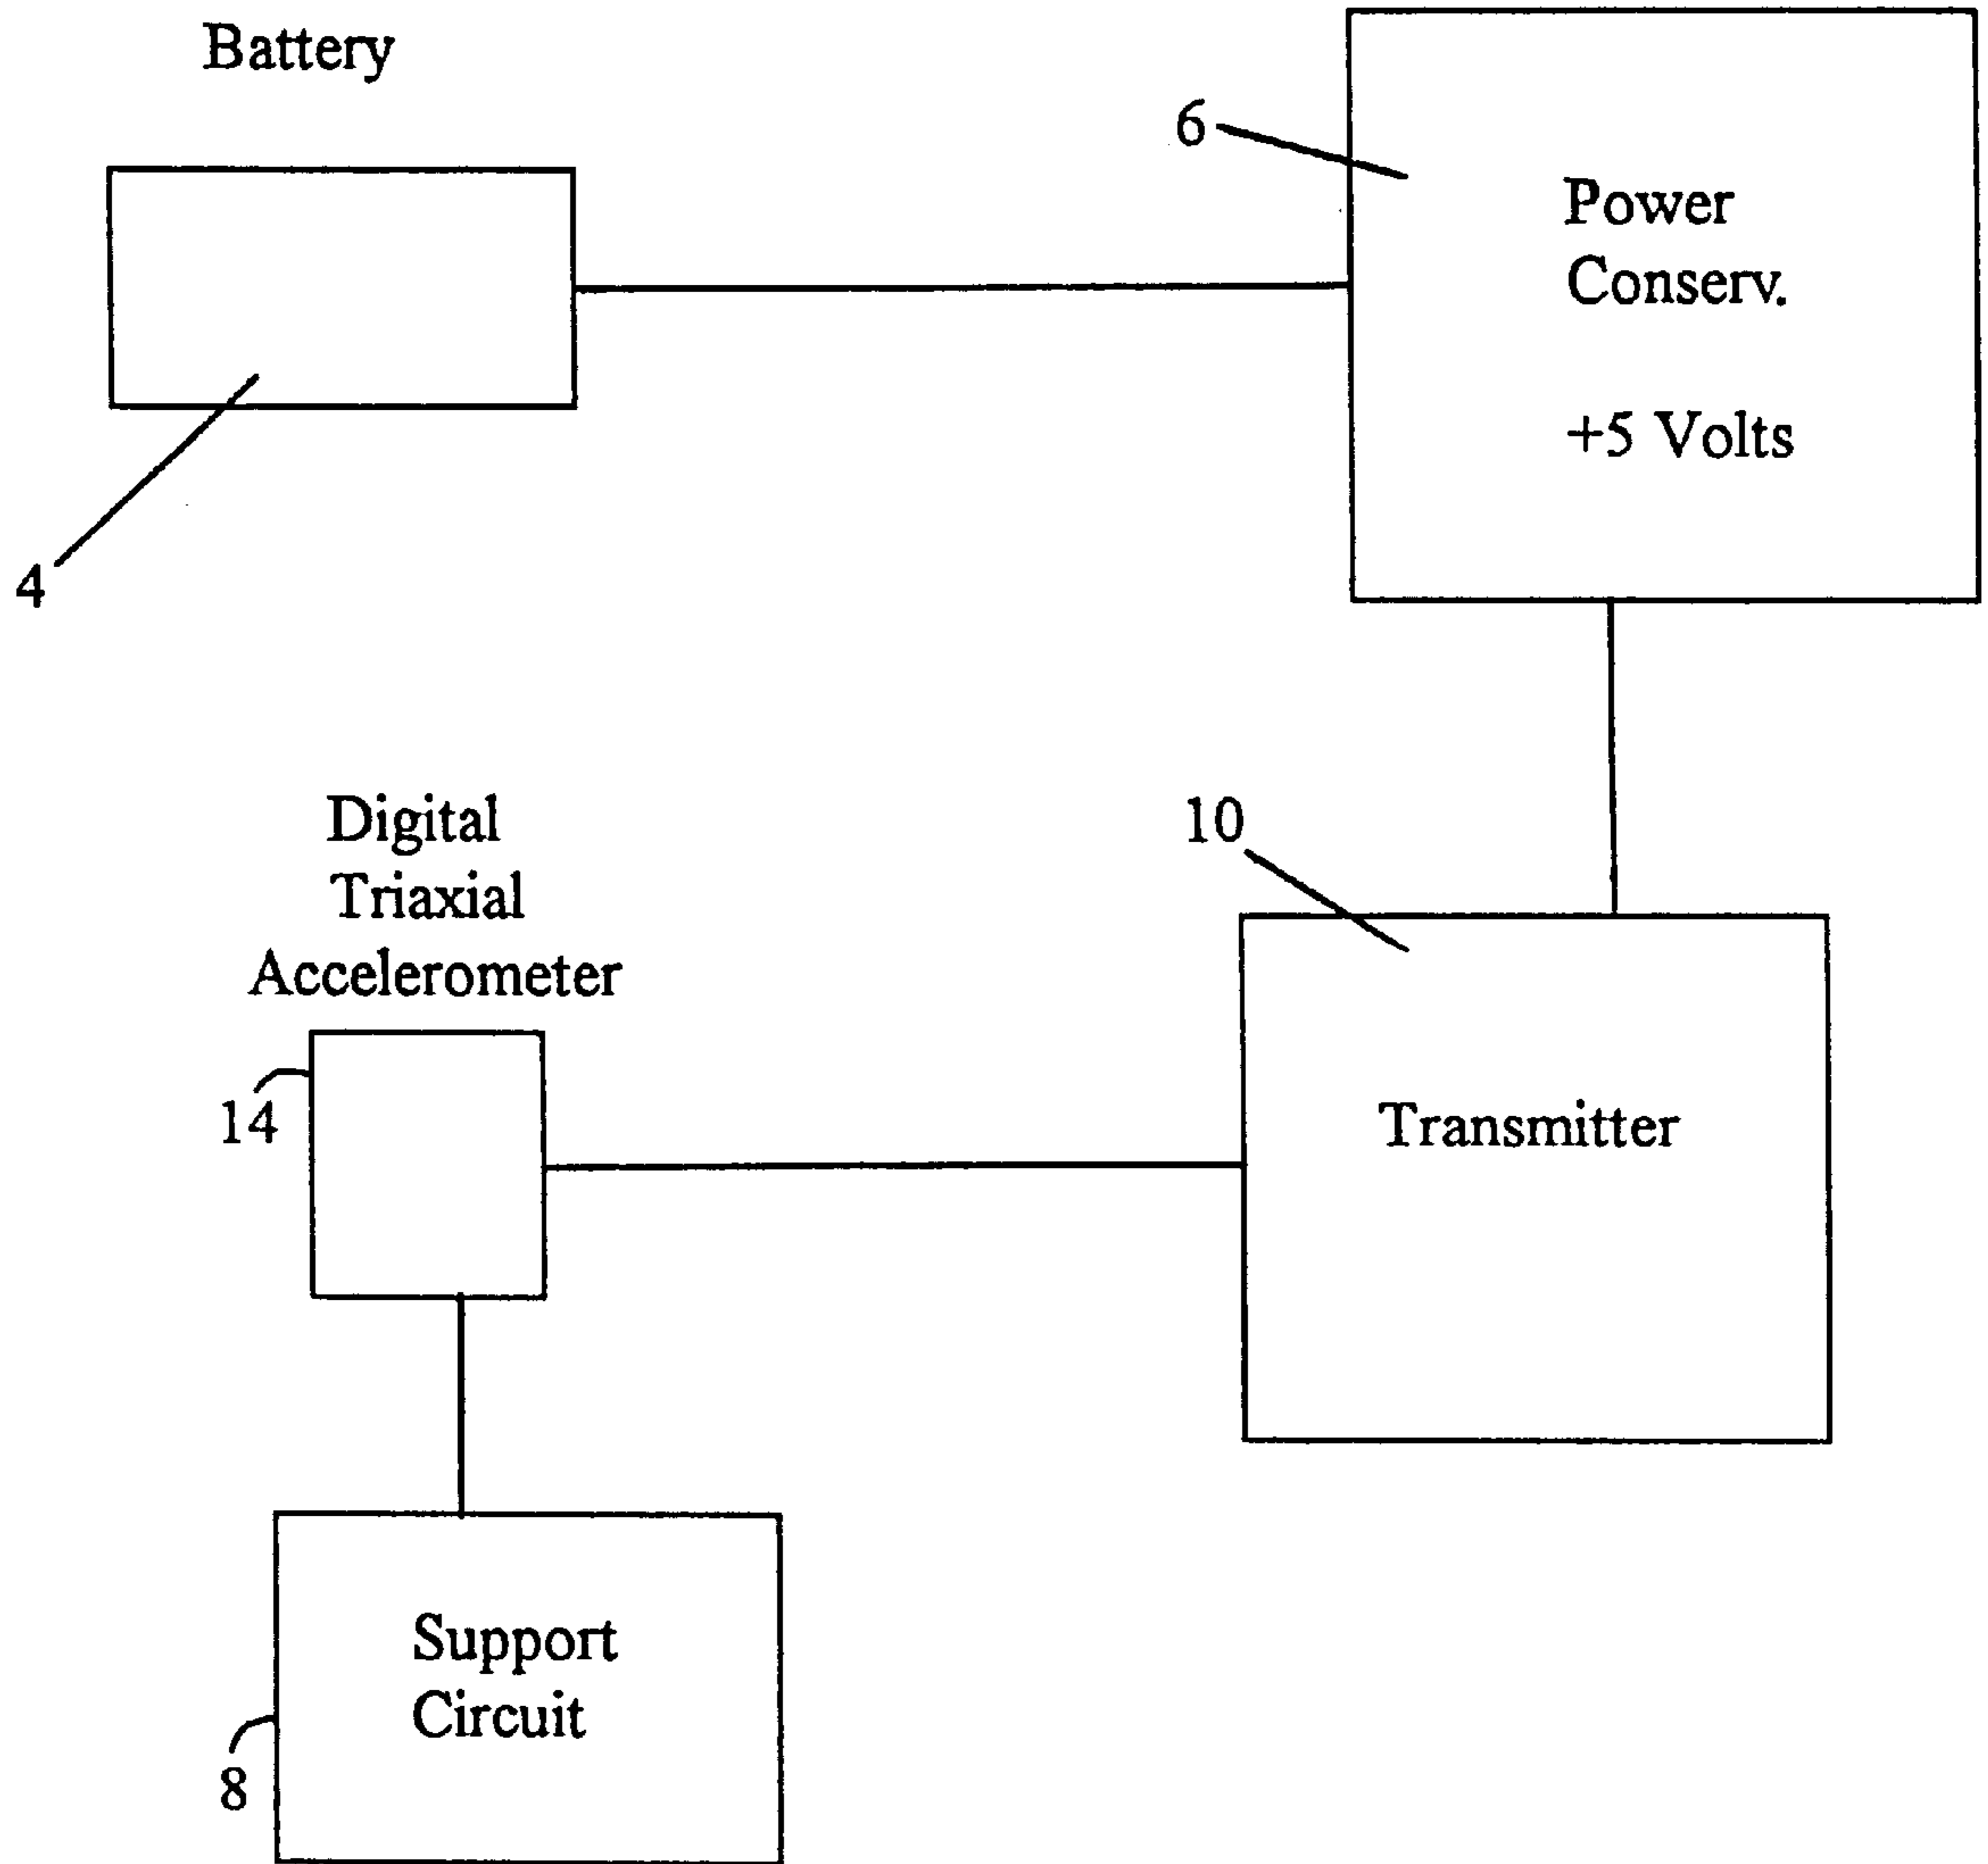 Battery
6
Power
Conserv.
+5 Volts
4
Digital
Triaxial
Accelerometer
10
14
Transmitter
Support
Circuit
8